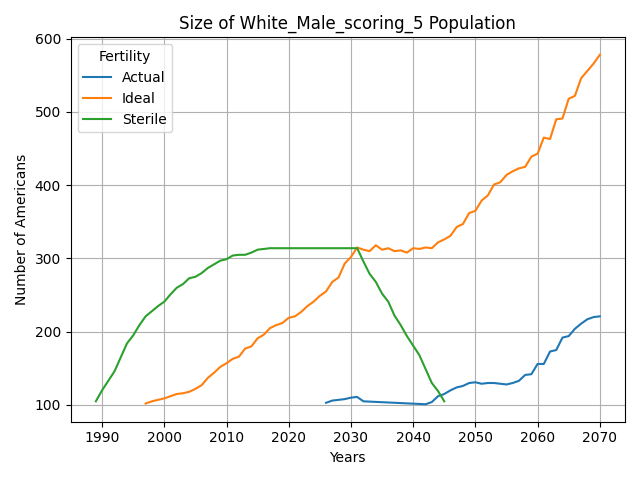 Size of White_Male_scoring_5 Population
Number of Americans
600
500
400
300
200
100
Fertility
Actual
Ideal
Sterile
1990 2000 2010 2020 2030 2040 2050 2060 2070
Years